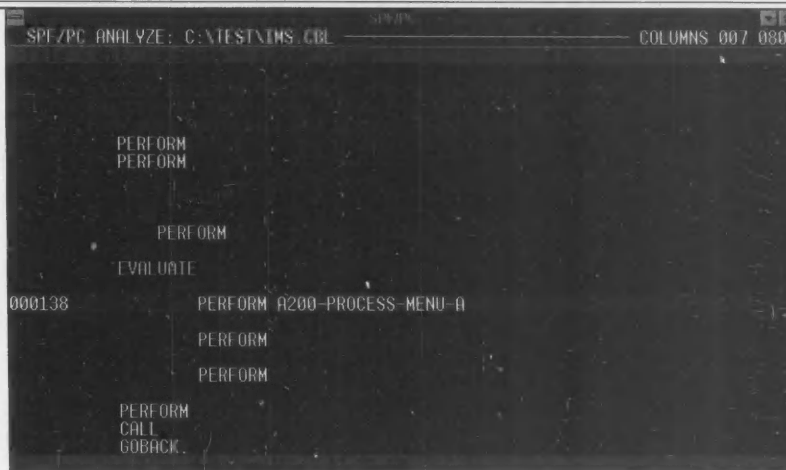 SPF/PC
SPF/PC ANALYZE: C:\TEST\IMS.CBL COLUMNS 007 080
PERFORM
PERFORM
PERFORM
EVALUATE
000138 PERFORM A200-PROCESS-MENU-A
PERFORM
PERFORM
PERFORM
CALL
GOBACK.